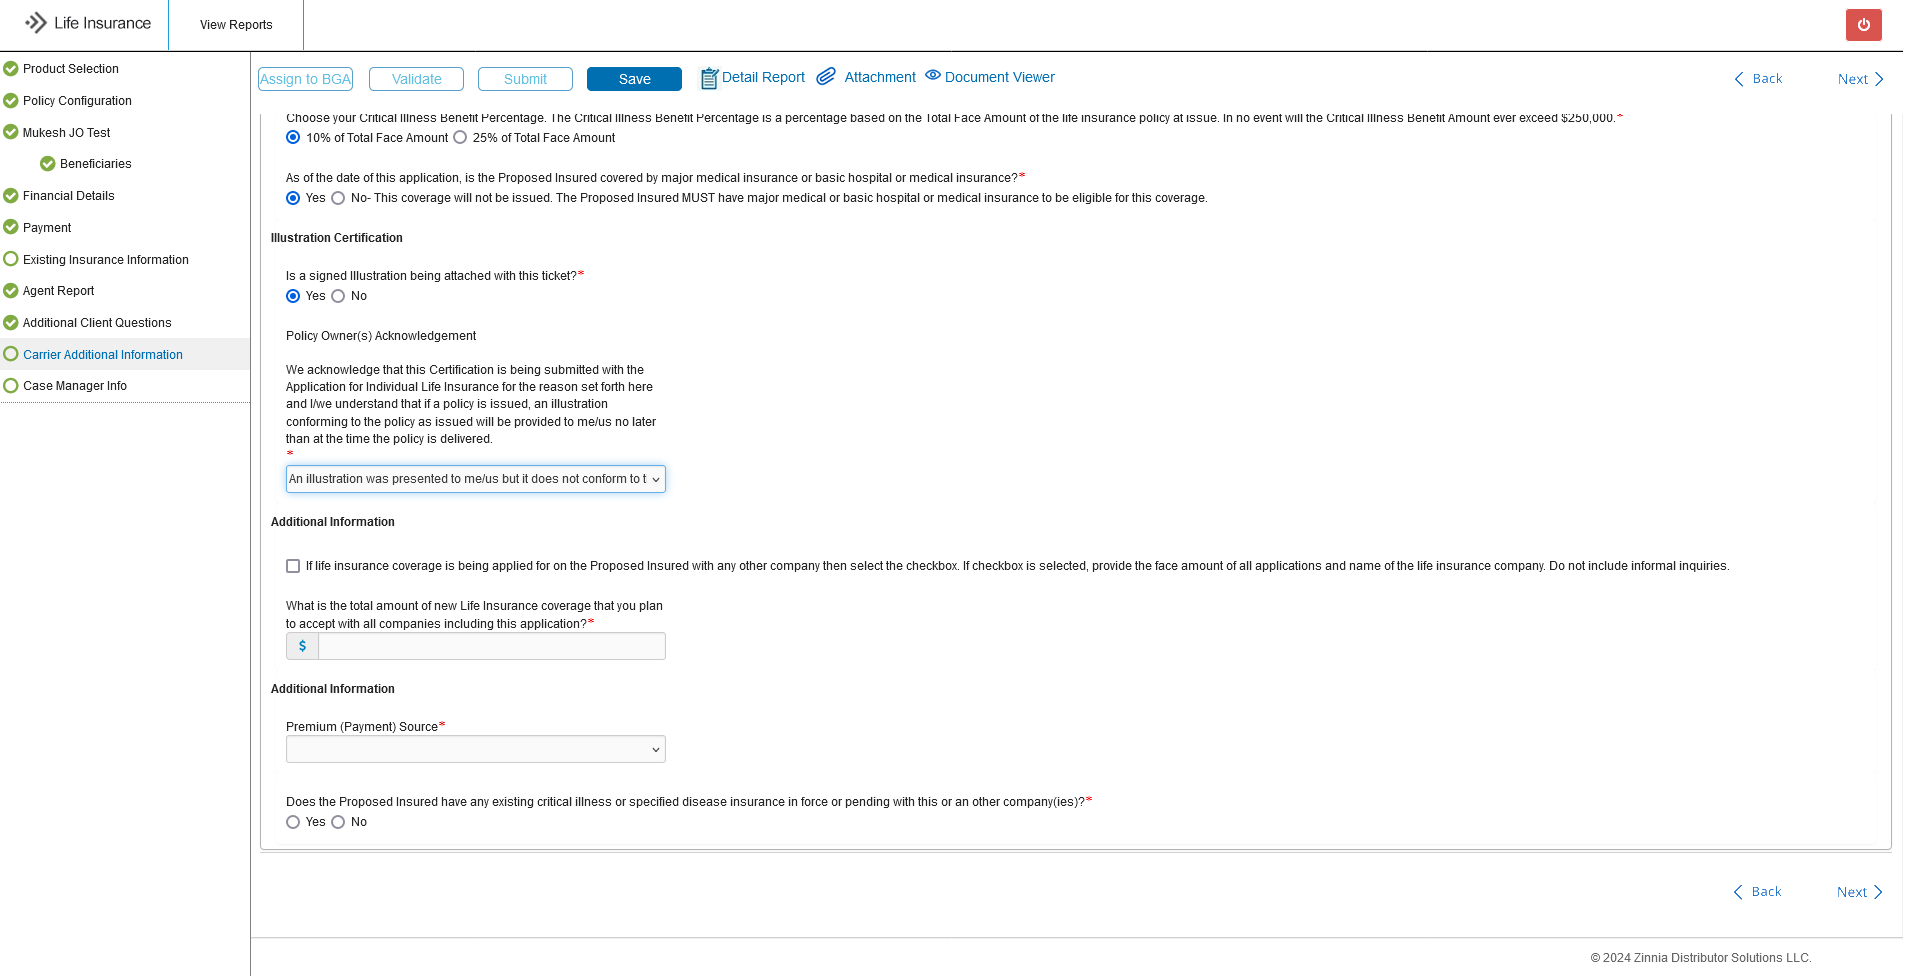 Life Insurance
View Reports
Product Selection
Policy Configuration
Mukesh JO Test
Beneficiaries
Financial Details
Payment
Existing Insurance Information
Agent Report
Additional Client Questions
Carrier Additional Information
Case Manager Info
Assign to BGA
Validate
Submit
Save
Detail Report
Attachment
Document Viewer
Back
Next
Choose your Critical Illness Benefit Percentage. The Critical Illness Benefit Percentage is a percentage based on the Total Face Amount of the life insurance policy at issue. In no event will the Critical Illness Benefit Amount ever exceed $250,000.*
10% of Total Face Amount 25% of Total Face Amount
As of the date of this application, is the Proposed Insured covered by major medical insurance or basic hospital or medical insurance?*
Yes No- This coverage will not be issued. The Proposed Insured MUST have major medical or basic hospital or medical insurance to be eligible for this coverage.
Illustration Certification
Is a signed Illustration being attached with this ticket?*
Yes No
Policy Owner(s) Acknowledgement
We acknowledge that this Certification is being submitted with the
Application for Individual Life Insurance for the reason set forth here
and I/we understand that if a policy is issued, an illustration
conforming to the policy as issued will be provided to me/us no later
than at the time the policy is delivered.
*
An illustration was presented to me/us but it does not conform to t
Additional Information
If life insurance coverage is being applied for on the Proposed Insured with any other company then select the checkbox. If checkbox is selected, provide the face amount of all applications and name of the life insurance company. Do not include informal inquiries.
What is the total amount of new Life Insurance coverage that you plan
to accept with all companies including this application?*
$
Additional Information
Premium (Payment) Source*
Does the Proposed Insured have any existing critical illness or specified disease insurance in force or pending with this or an other company(ies)?*
Yes No
Back
Next
© 2024 Zinnia Distributor Solutions LLC.